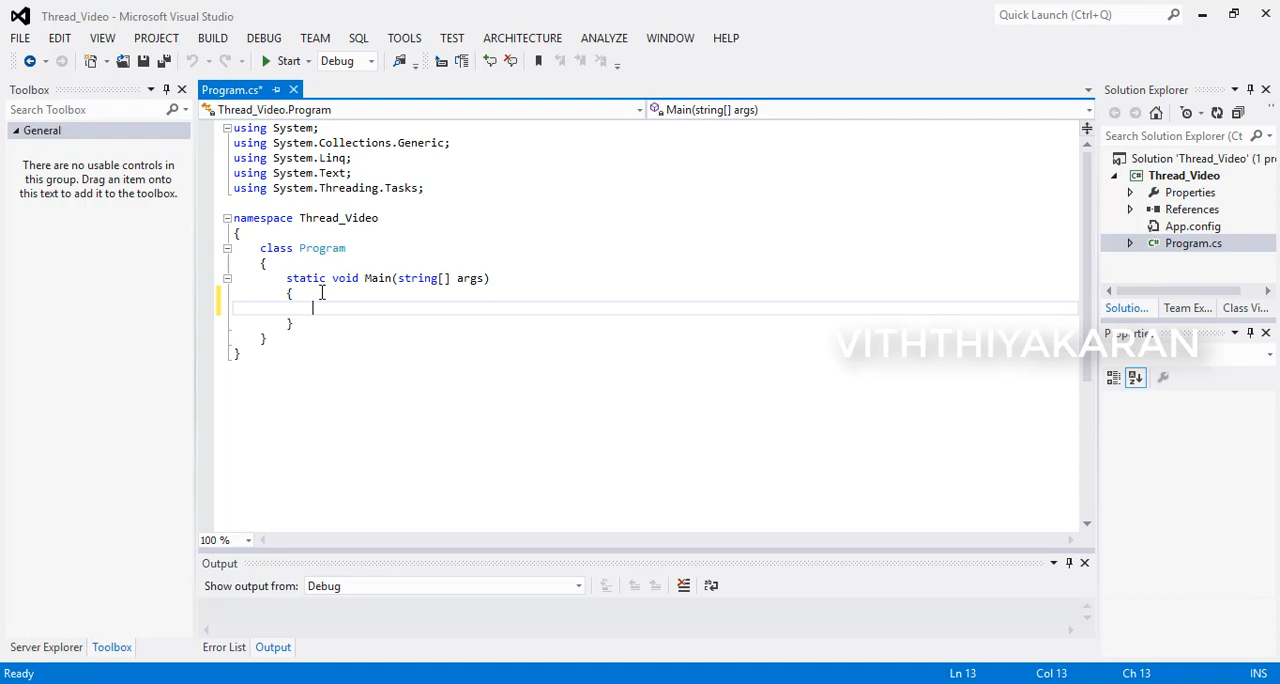 Thread_Video - Microsoft Visual Studio
Quick Launch (Ctrl+Q)
FILE EDIT VIEW PROJECT BUILD DEBUG TEAM SQL TOOLS TEST ARCHITECTURE ANALYZE WINDOW HELP
Start Debug
Toolbox
Search Toolbox
General
There are no usable controls in
this group. Drag an item onto
this text to add it to the toolbox.
Server Explorer Toolbox
Program.cs*
Thread_Video.Program Main(string[] args)
using System;
using System.Collections.Generic;
using System.Linq;
using System.Text;
using System.Threading.Tasks;
namespace Thread_Video
{
class Program
{
static void Main(string[] args)
{
}
}
}
100 %
Output
Show output from: Debug
Error List Output
Solution Explorer
Search Solution Explorer (Ct
Solution 'Thread_Video' (1 pr
Thread_Video
Properties
References
App.config
C# Program.cs
Solutio... Team Ex... Class Vi...
Properties
VITHTHIYAKARAN
Ready Ln 13 Col 13 Ch 13 INS